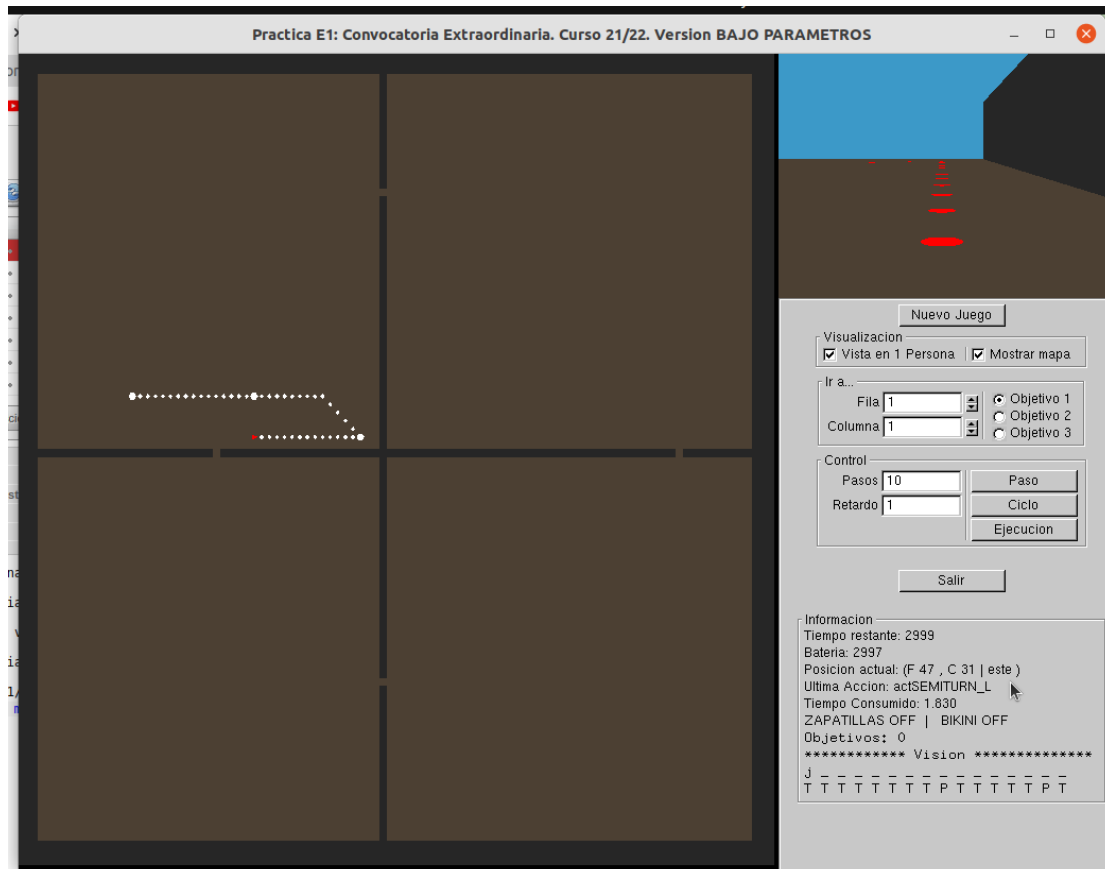 Practica E1: Convocatoria Extraordinaria. Curso 21/22. Version BAJO PARAMETROS
Nuevo Juego
Visualizacion
Vista en 1 Persona
Mostrar mapa
Ir a...
Fila 1
Columna 1
Objetivo 1
Objetivo 2
Objetivo 3
Control
Pasos 10
Retardo 1
Paso
Ciclo
Ejecucion
Salir
Informacion
Tiempo restante: 2999
Bateria: 2997
Posicion actual: (F 47 , C 31 | este )
Ultima Accion: actSEMITURN_L
Tiempo Consumido: 1.830
ZAPATILLAS OFF | BIKINI OFF
Objetivos: 0
************ Vision **************
j _ _ _ _ _ _ _ _ _ _ _ _ _ _ _
T T T T T T T T P T T T T T P T